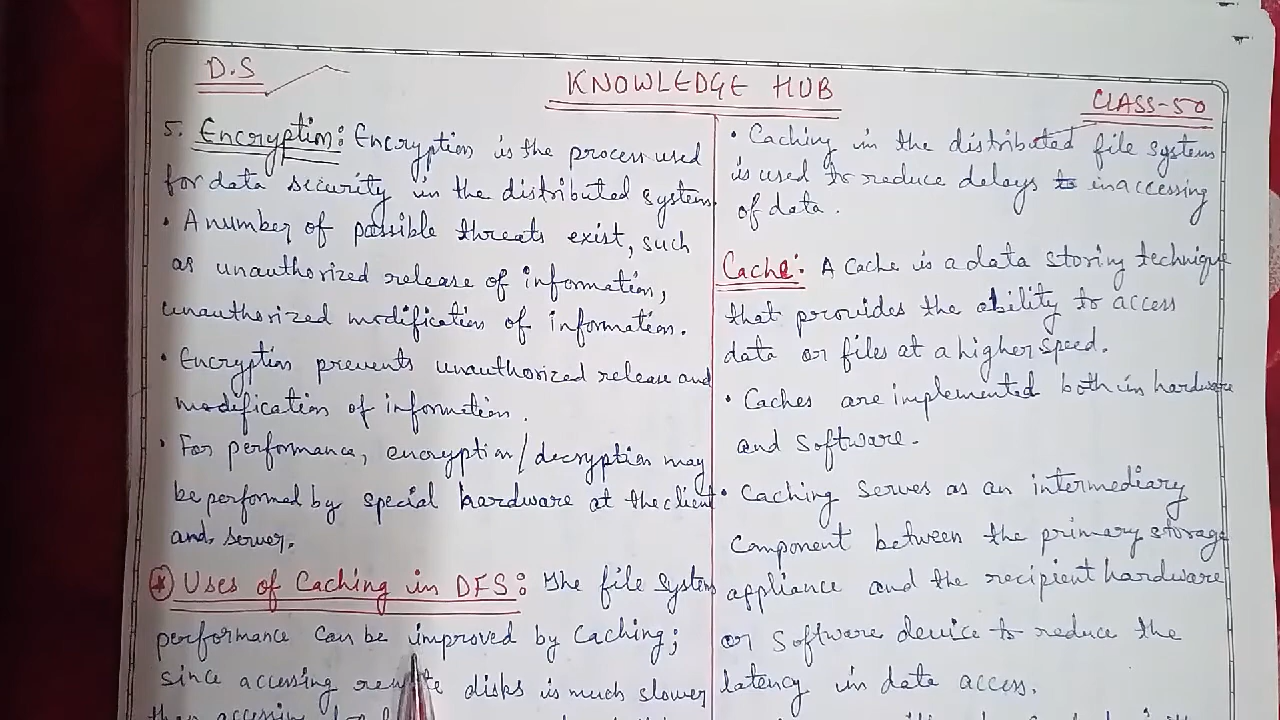 D.S
KNOWLEDGE HUB
CLASS-50
5. Encryption: Encryption is the process used
for data security in the distributed system.
• A number of possible threats exist, such
as unauthorized release of information,
unauthorized modification of information.
• Encryption prevents unauthorized release and
modification of information.
• For performance, encryption/decryption may
be performed by special hardware at the client
and server.
* Uses of Caching in DFS: The file system
performance can be improved by Caching;
since accessing remote disks is much slower
than accessing
• Caching in the distributed file system
is used to reduce delays in accessing
of data.
Cache: A Cache is a data storing technique
that provides the ability to access
data or files at a higher speed.
• Caches are implemented both in hardware
and Software.
• Caching serves as an intermediary
Component between the primary storage
appliance and the recipient hardware
or Software device to reduce the
latency in data access.